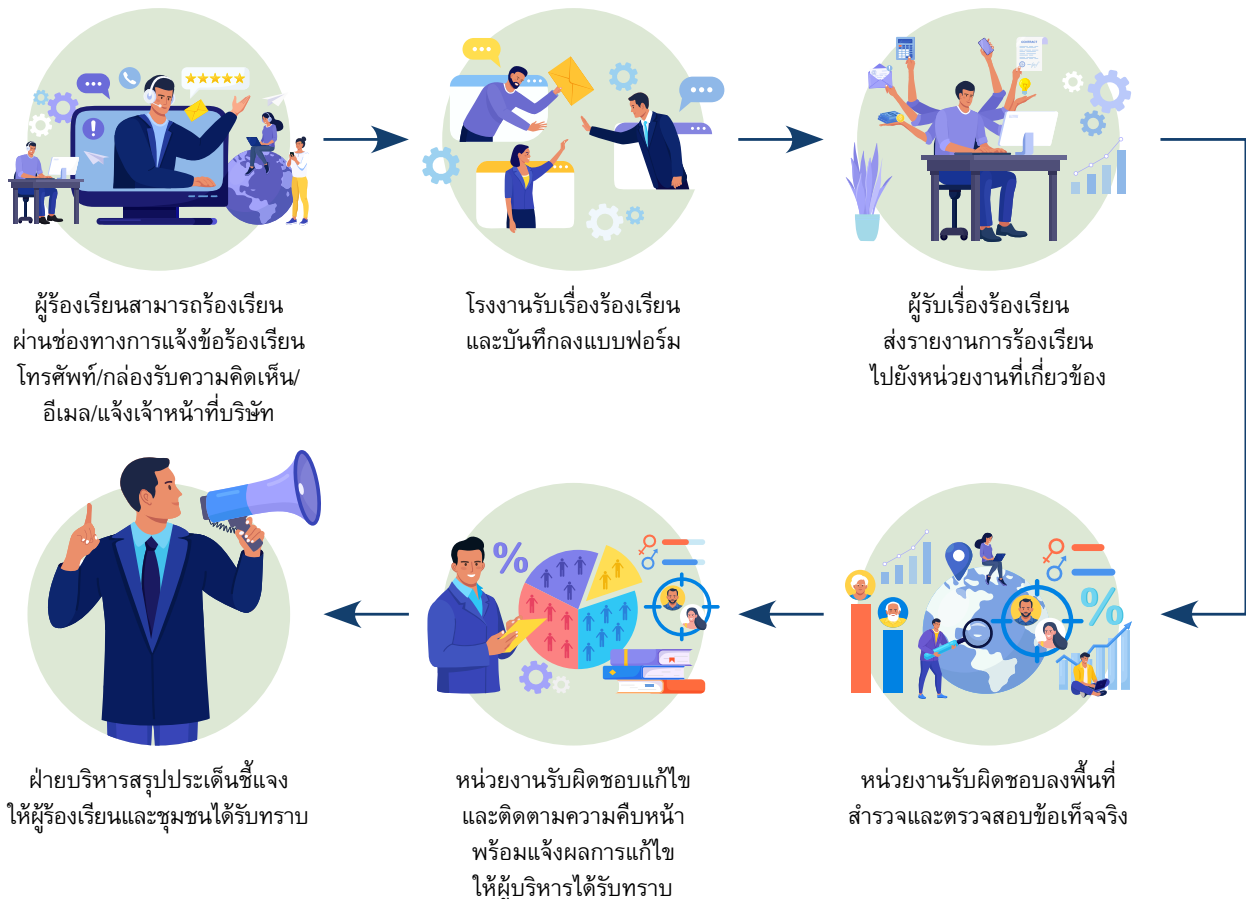 ผู้ร้องเรียนสามารถร้องเรียน
ผ่านช่องทางการแจ้งข้อร้องเรียน
โทรศัพท์/กล่องรับความคิดเห็น/
อีเมล/แจ้งเจ้าหน้าที่บริษัท
โรงงานรับเรื่องร้องเรียน
และบันทึกลงแบบฟอร์ม
CONTRACT
ผู้รับเรื่องร้องเรียน
ส่งรายงานการร้องเรียน
ไปยังหน่วยงานที่เกี่ยวข้อง
%
หน่วยงานรับผิดชอบลงพื้นที่
สำรวจและตรวจสอบข้อเท็จจริง
%
หน่วยงานรับผิดชอบแก้ไข
และติดตามความคืบหน้า
พร้อมแจ้งผลการแก้ไข
ให้ผู้บริหารได้รับทราบ
ฝ่ายบริหารสรุปประเด็นชี้แจง
ให้ผู้ร้องเรียนและชุมชนได้รับทราบ